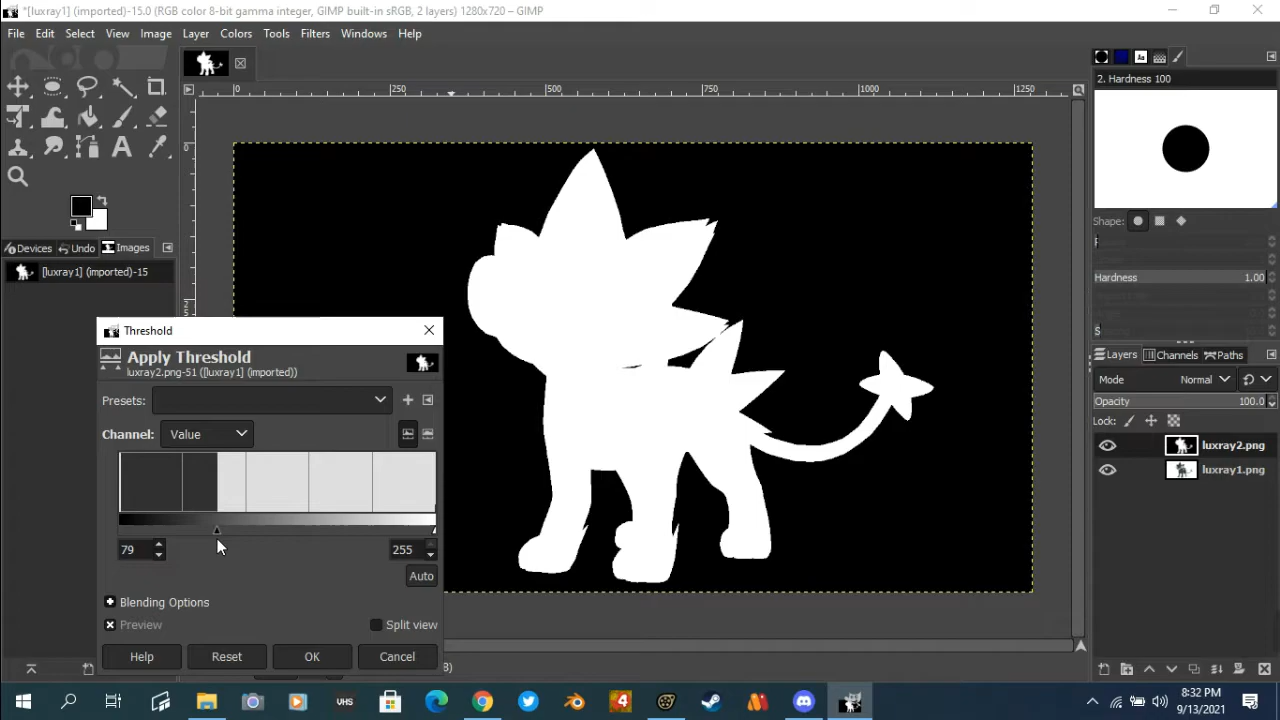 *[luxray1] (imported)-15.0 (RGB color 8-bit gamma integer, GIMP built-in sRGB, 2 layers) 1280x720 – GIMP
File Edit Select View Image Layer Colors Tools Filters Windows Help
0 250 500 750 1000 1250
0
Devices Undo Images
[luxray1] (imported)-15
Threshold
Apply Threshold
luxray2.png-51 ([luxray1] (imported))
Presets:
Channel: Value
79 255
Auto
Blending Options
Preview Split view
Help Reset OK Cancel
2. Hardness 100
Shape:
Hardness 1.00
Layers Channels Paths
Mode Normal
Opacity 100.0
Lock:
luxray2.png
luxray1.png
VHS
4
8:32 PM
9/13/2021